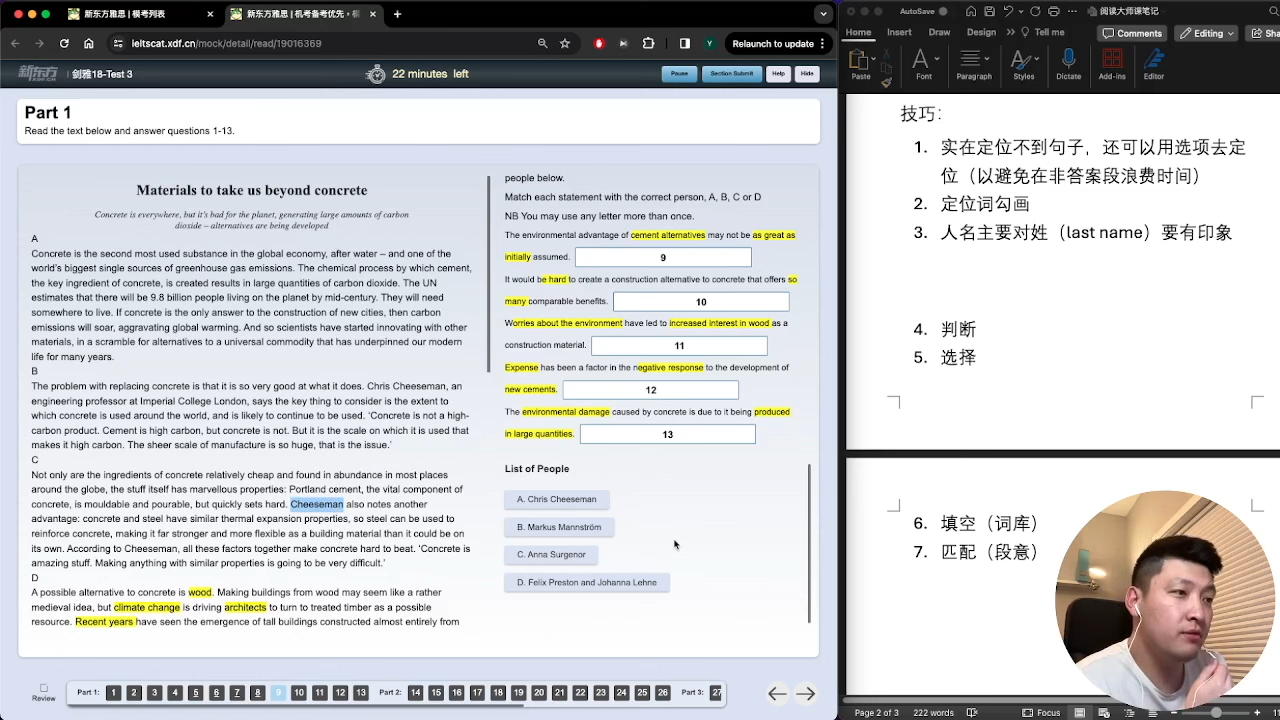 新东方雅思 | 模考列表
新东方雅思 | 机考参考优先 +
ieltscat.xdf.cn/mock/detail/read/19016369
Relaunch to update
新东方 剑雅18-Test 3
Pause
Section Submit
Help
Hide
Part 1
Read the text below and answer questions 1-13.
Materials to take us beyond concrete
Concrete is everywhere, but it's bad for the planet, generating large amounts of carbon
dioxide – alternatives are being developed
A
Concrete is the second most used substance in the global economy, after water – and one of the
world's biggest single sources of greenhouse gas emissions. The chemical process by which cement,
the key ingredient of concrete, is created results in large quantities of carbon dioxide. The UN
estimates that there will be 9.8 billion people living on the planet by mid-century. They will need
somewhere to live. If concrete is the only answer to the construction of new cities, then carbon
emissions will soar, aggravating global warming. And so scientists have started innovating with other
materials, in a scramble for alternatives to a universal commodity that has underpinned our modern
life for many years.
B
The problem with replacing concrete is that it is so very good at what it does. Chris Cheeseman, an
engineering professor at Imperial College London, says the key thing to consider is the extent to
which concrete is used around the world, and is likely to continue to be used. 'Concrete is not a high-
carbon product. Cement is high carbon, but concrete is not. But it is the scale on which it is used that
makes it high carbon. The sheer scale of manufacture is so huge, that is the issue.'
C
Not only are the ingredients of concrete relatively cheap and found in abundance in most places
around the globe, the stuff itself has marvellous properties: Portland cement, the vital component of
concrete, is mouldable and pourable, but quickly sets hard. Cheeseman also notes another
advantage: concrete and steel have similar thermal expansion properties, so steel can be used to
reinforce concrete, making it far stronger and more flexible as a building material than it could be on
its own. According to Cheeseman, all these factors together make concrete hard to beat. 'Concrete is
amazing stuff. Making anything with similar properties is going to be very difficult.'
D
A possible alternative to concrete is wood. Making buildings from wood may seem like a rather
medieval idea, but climate change is driving architects to turn to treated timber as a possible
resource. Recent years have seen the emergence of tall buildings constructed almost entirely from
people below.
Match each statement with the correct person, A, B, C or D
NB You may use any letter more than once.
The environmental advantage of cement alternatives may not be as great as
initially assumed. 9
It would be hard to create a construction alternative to concrete that offers so
many comparable benefits. 10
Worries about the environment have led to increased interest in wood as a
construction material. 11
Expense has been a factor in the negative response to the development of
new cements. 12
The environmental damage caused by concrete is due to it being produced
in large quantities. 13
List of People
A. Chris Cheeseman
B. Markus Mannström
C. Anna Surgenor
D. Felix Preston and Johanna Lehne
Review
Part 1: 1 2 3 4 5 6 7 8 9 10 11 12 13 Part 2: 14 15 16 17 18 19 20 21 22 23 24 25 26 Part 3: 27
AutoSave
阅读大师课笔记
Home Insert Draw Design Tell me Comments Editing
Paste Font Paragraph Styles Dictate Add-ins Editor
技巧：
1. 实在定位不到句子，还可以用选项去定
位（以避免在非答案段浪费时间）
2. 定位词勾画
3. 人名主要对姓（last name）要有印象
4. 判断
5. 选择
6. 填空（词库）
7. 匹配（段意）
Page 2 of 3 222 words Focus